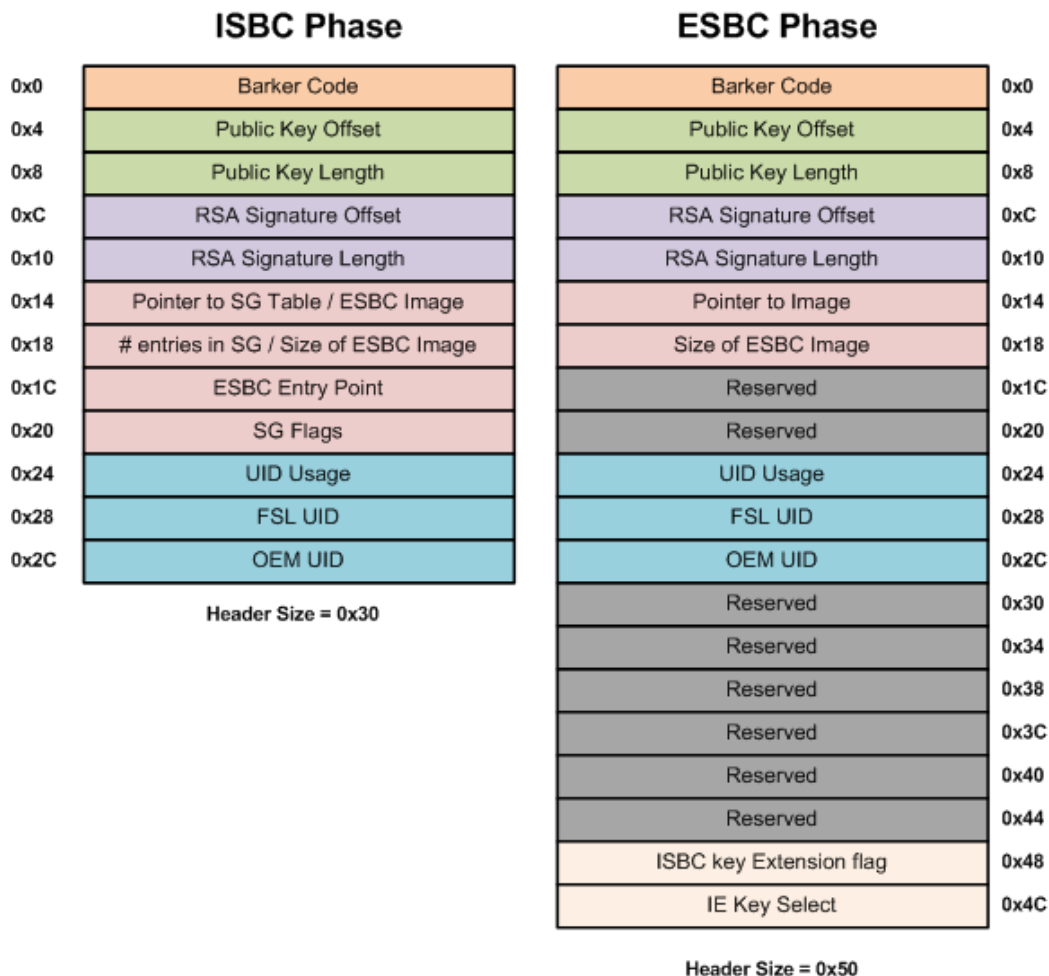 ISBC Phase
ESBC Phase
0x0 Barker Code
0x4 Public Key Offset
0x8 Public Key Length
0xC RSA Signature Offset
0x10 RSA Signature Length
0x14 Pointer to SG Table / ESBC Image
0x18 # entries in SG / Size of ESBC Image
0x1C ESBC Entry Point
0x20 SG Flags
0x24 UID Usage
0x28 FSL UID
0x2C OEM UID
Header Size = 0x30
Barker Code 0x0
Public Key Offset 0x4
Public Key Length 0x8
RSA Signature Offset 0xC
RSA Signature Length 0x10
Pointer to Image 0x14
Size of ESBC Image 0x18
Reserved 0x1C
Reserved 0x20
UID Usage 0x24
FSL UID 0x28
OEM UID 0x2C
Reserved 0x30
Reserved 0x34
Reserved 0x38
Reserved 0x3C
Reserved 0x40
Reserved 0x44
ISBC key Extension flag 0x48
IE Key Select 0x4C
Header Size = 0x50